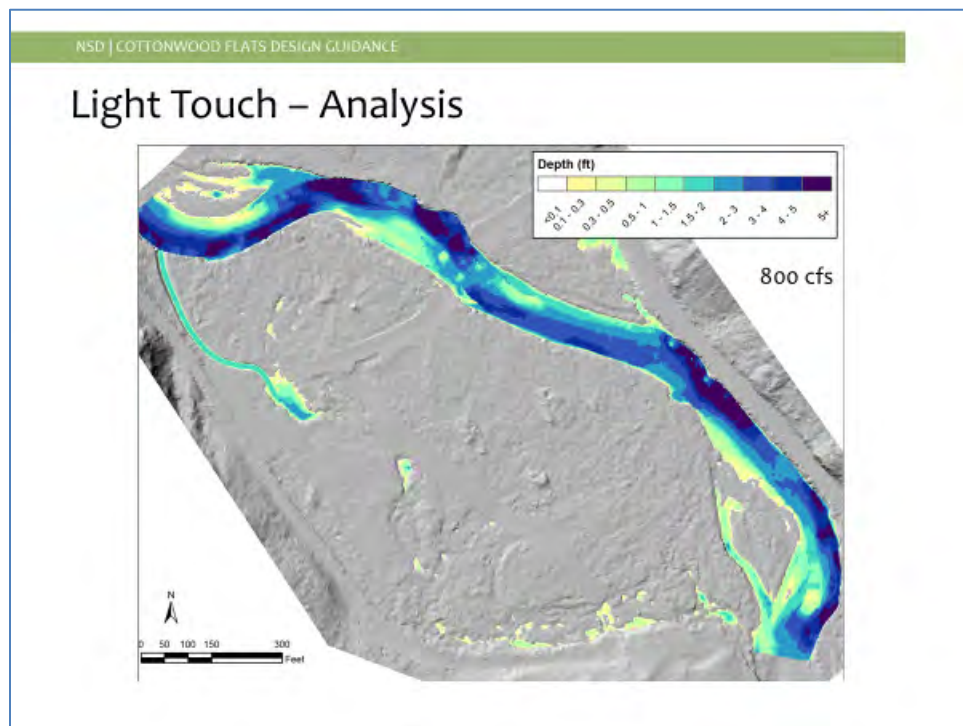 NSD | COTTONWOOD FLATS DESIGN GUIDANCE
Light Touch – Analysis
Depth (ft)
<0.1
0.1 - 0.3
0.3 - 0.5
0.5 - 1
1 - 1.5
1.5 - 2
2 - 3
3 - 4
4 - 5
5+
800 cfs
N
0 50 100 150 300
Feet